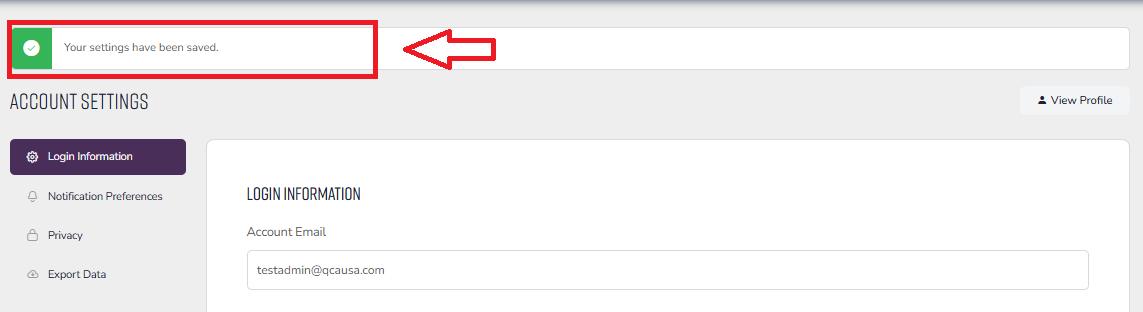 Your settings have been saved.
ACCOUNT SETTINGS
View Profile
Login Information
Notification Preferences
Privacy
Export Data
LOGIN INFORMATION
Account Email
testadmin@qcausa.com